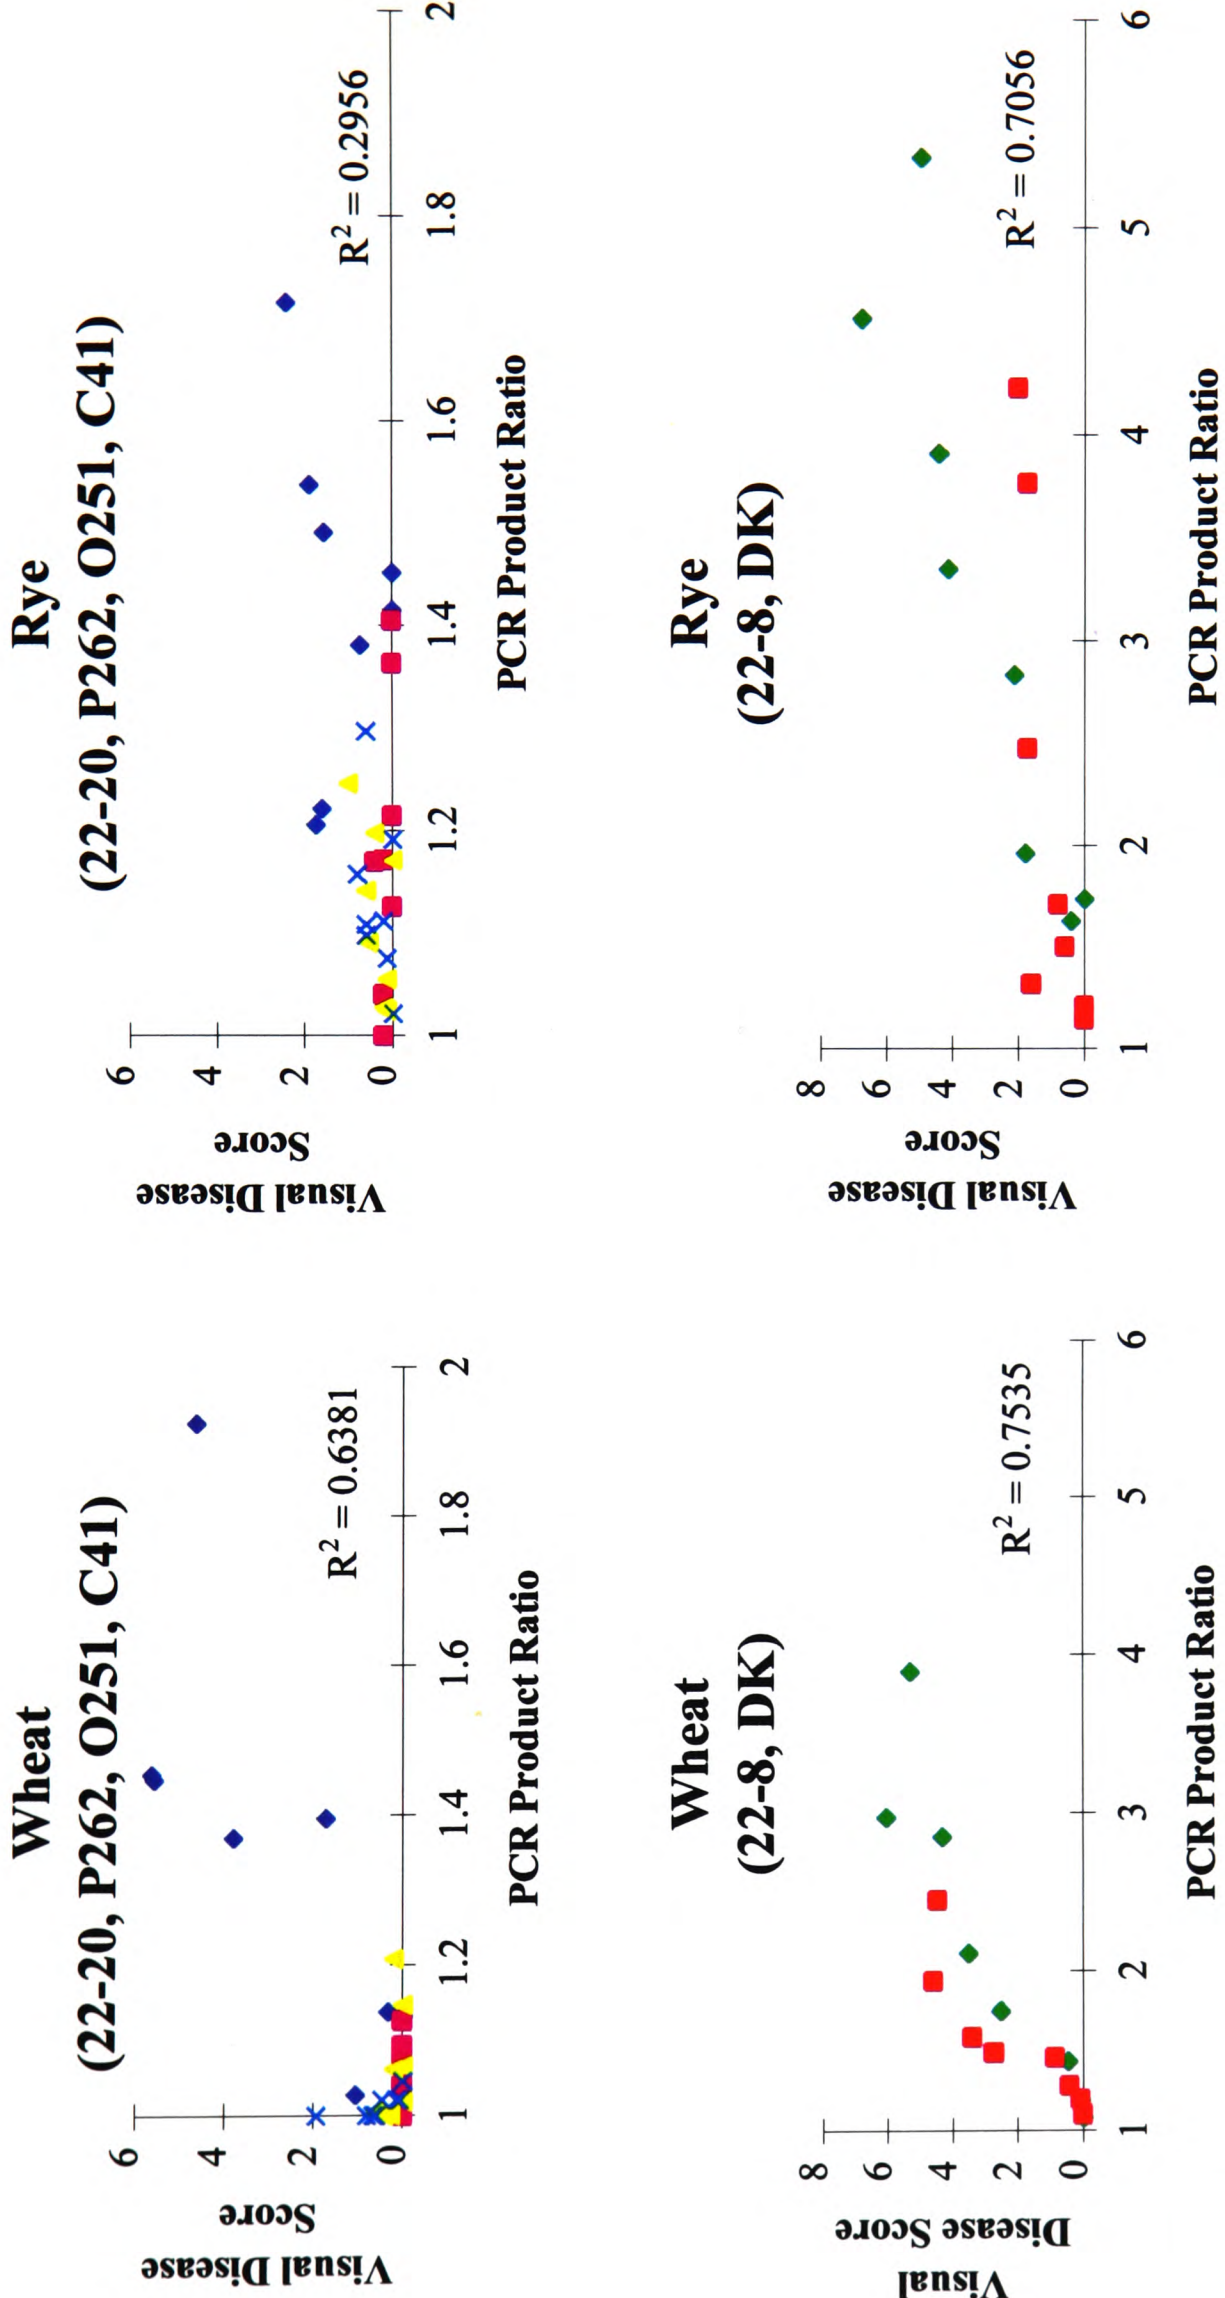 Wheat
(22-20, P262, O251, C41)
6
4
2
0
Visual Disease
Score
1
1.2
1.4
1.6
1.8
2
R² = 0.6381
PCR Product Ratio
Rye
(22-20, P262, O251, C41)
6
4
2
0
Visual Disease
Score
1
1.2
1.4
1.6
1.8
2
R² = 0.2956
PCR Product Ratio
Wheat
(22-8, DK)
8
6
4
2
0
Visual
Disease Score
1
2
3
4
5
6
R² = 0.7535
PCR Product Ratio
Rye
(22-8, DK)
8
6
4
2
0
Visual Disease
Score
1
2
3
4
5
6
R² = 0.7056
PCR Product Ratio